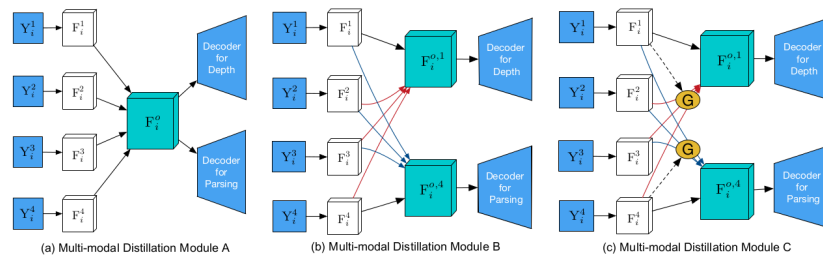 Y_i^1 F_i^1
Y_i^2 F_i^2
Y_i^3 F_i^3
Y_i^4 F_i^4
F_i^o
Decoder
for
Depth
Decoder
for
Parsing
(a) Multi-modal Distillation Module A
Y_i^1 F_i^1
Y_i^2 F_i^2
Y_i^3 F_i^3
Y_i^4 F_i^4
F_i^{o,1}
F_i^{o,4}
Decoder
for
Depth
Decoder
for
Parsing
(b) Multi-modal Distillation Module B
Y_i^1 F_i^1
Y_i^2 F_i^2
Y_i^3 F_i^3
Y_i^4 F_i^4
G
G
F_i^{o,1}
F_i^{o,4}
Decoder
for
Depth
Decoder
for
Parsing
(c) Multi-modal Distillation Module C